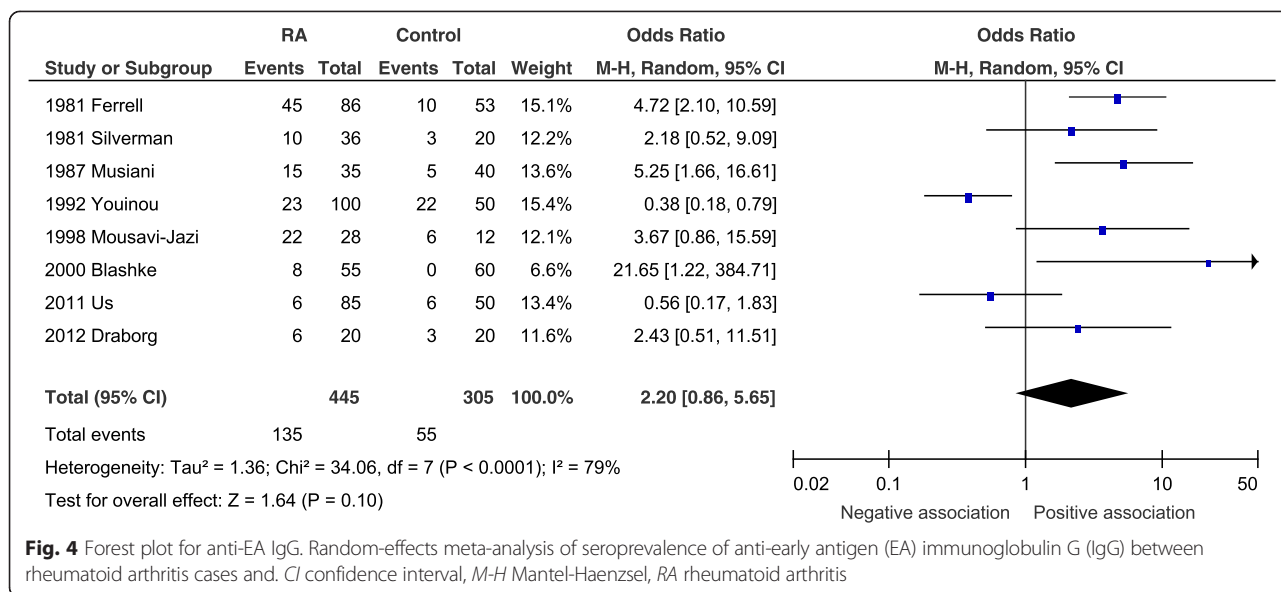 RA Control Odds Ratio Odds Ratio
Study or Subgroup Events Total Events Total Weight M-H, Random, 95% CI M-H, Random, 95% CI
1981 Ferrell 45 86 10 53 15.1% 4.72 [2.10, 10.59]
1981 Silverman 10 36 3 20 12.2% 2.18 [0.52, 9.09]
1987 Musiani 15 35 5 40 13.6% 5.25 [1.66, 16.61]
1992 Youinou 23 100 22 50 15.4% 0.38 [0.18, 0.79]
1998 Mousavi-Jazi 22 28 6 12 12.1% 3.67 [0.86, 15.59]
2000 Blashke 8 55 0 60 6.6% 21.65 [1.22, 384.71]
2011 Us 6 85 6 50 13.4% 0.56 [0.17, 1.83]
2012 Draborg 6 20 3 20 11.6% 2.43 [0.51, 11.51]
Total (95% CI) 445 305 100.0% 2.20 [0.86, 5.65]
Total events 135 55
Heterogeneity: Tau² = 1.36; Chi² = 34.06, df = 7 (P < 0.0001); I² = 79%
Test for overall effect: Z = 1.64 (P = 0.10)
0.02 0.1 1 10 50
Negative association Positive association
Fig. 4 Forest plot for anti-EA IgG. Random-effects meta-analysis of seroprevalence of anti-early antigen (EA) immunoglobulin G (IgG) between
rheumatoid arthritis cases and. CI confidence interval, M-H Mantel-Haenzsel, RA rheumatoid arthritis